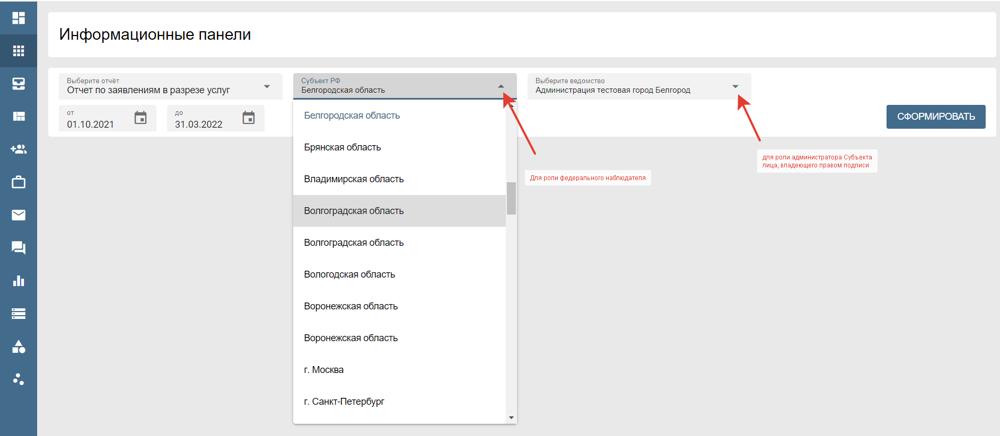 Информационные панели
Выберите отчёт
Отчет по заявлениям в разрезе услуг
Субъект РФ
Белгородская область
Выберите ведомство
Администрация тестовая город Белгород
от
01.10.2021
до
31.03.2022
СФОРМИРОВАТЬ
Белгородская область
Брянская область
Владимирская область
Волгоградская область
Волгоградская область
Вологодская область
Воронежская область
Воронежская область
г. Москва
г. Санкт-Петербург
Для роли федерального наблюдателя
для роли администратора Субъекта
лица, владеющего правом подписи